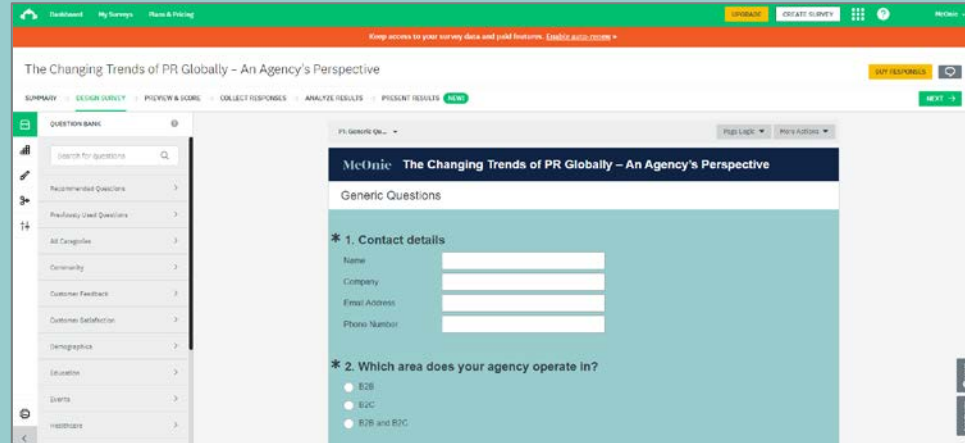 Dashboard My Surveys Plans & Pricing UPGRADE CREATE SURVEY ? McOnie
Keep access to your survey data and paid features. Enable auto-renew »
The Changing Trends of PR Globally – An Agency's Perspective
BUY RESPONSES
SUMMARY DESIGN SURVEY PREVIEW & SCORE COLLECT RESPONSES ANALYZE RESULTS PRESENT RESULTS NEW!
NEXT →
QUESTION BANK
Search for questions
Recommended Questions
Previously Used Questions
All Categories
Community
Customer Feedback
Customer Satisfaction
Demographics
Education
Events
Healthcare
P1: Generic Qu... Page Logic More Actions
McOnie The Changing Trends of PR Globally – An Agency's Perspective
Generic Questions
* 1. Contact details
Name
Company
Email Address
Phone Number
* 2. Which area does your agency operate in?
B2B
B2C
B2B and B2C